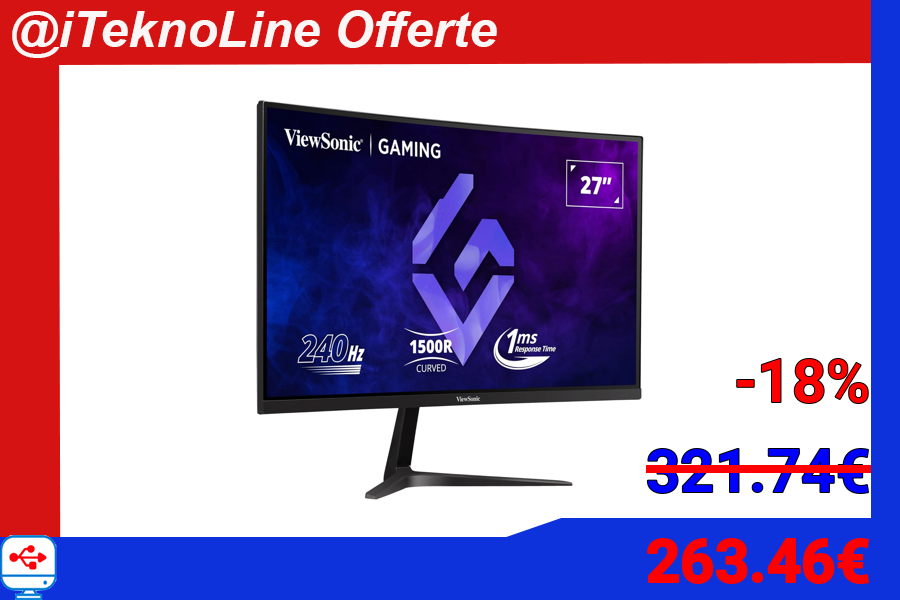 @iTeknoLine Offerte
ViewSonic® | GAMING
27"
240Hz
1500R
CURVED
1ms
Response Time
ViewSonic
-18%
321.74€
263.46€